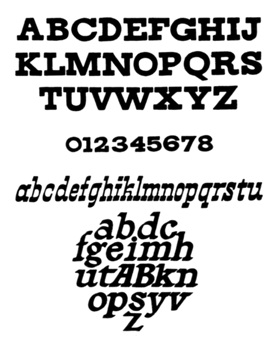 ABCDEFGHIJ
KLMNOPQRS
TUVWXYZ
012345678
abcdefghiklmnopqrstu
abdc
fgeimh
utABkn
opsyv
z